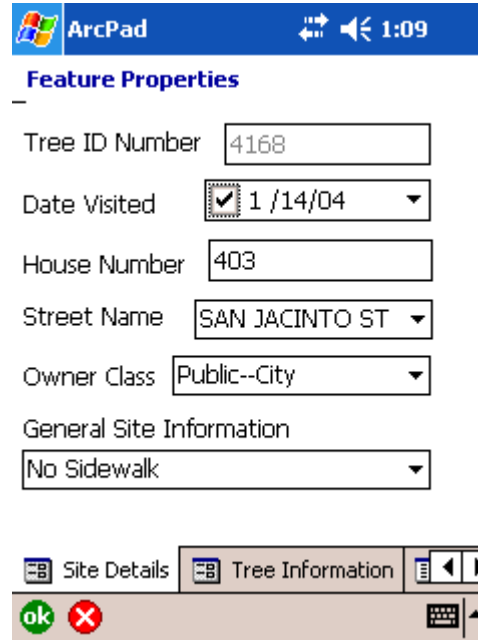 ArcPad 1:09
Feature Properties
Tree ID Number 4168
Date Visited 1 /14/04
House Number 403
Street Name SAN JACINTO ST
Owner Class Public--City
General Site Information
No Sidewalk
Site Details Tree Information
ok